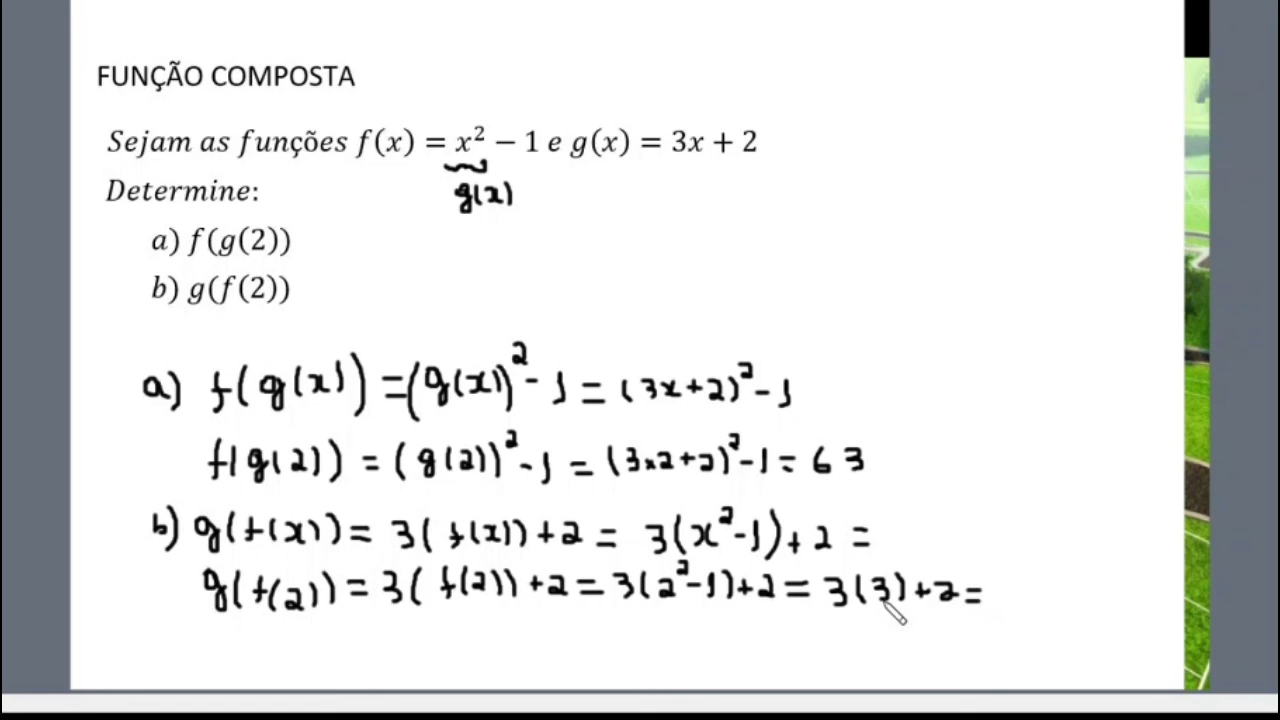 FUNÇÃO COMPOSTA
Sejam as funções f(x) = x² − 1 e g(x) = 3x + 2
g(x)
Determine:
a) f(g(2))
b) g(f(2))
a) f(g(x)) = (g(x))² - 1 = (3x+2)² - 1
f(g(2)) = (g(2))² - 1 = (3×2+2)² - 1 = 63
b) g(f(x)) = 3(f(x)) + 2 = 3(x² - 1) + 2 =
g(f(2)) = 3(f(2)) + 2 = 3(2² - 1) + 2 = 3(3) + 2 =